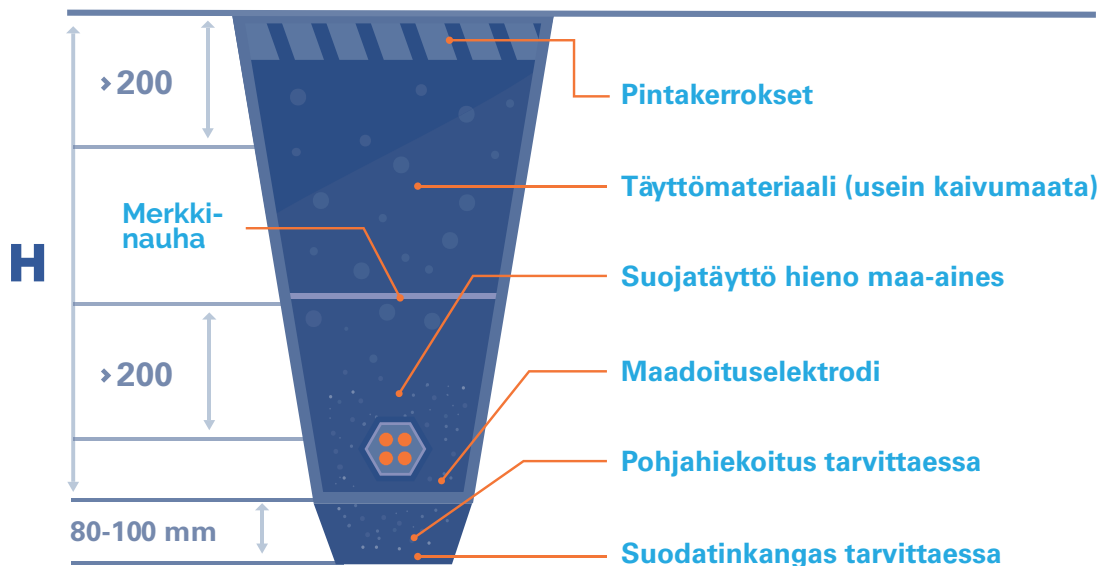 › 200
Pintakerrokset
Täyttömateriaali (usein kaivumaata)
Merkki-
nauha
H
Suojatäyttö hieno maa-aines
› 200
Maadoituselektrodi
Pohjahiekoitus tarvittaessa
80-100 mm
Suodatinkangas tarvittaessa